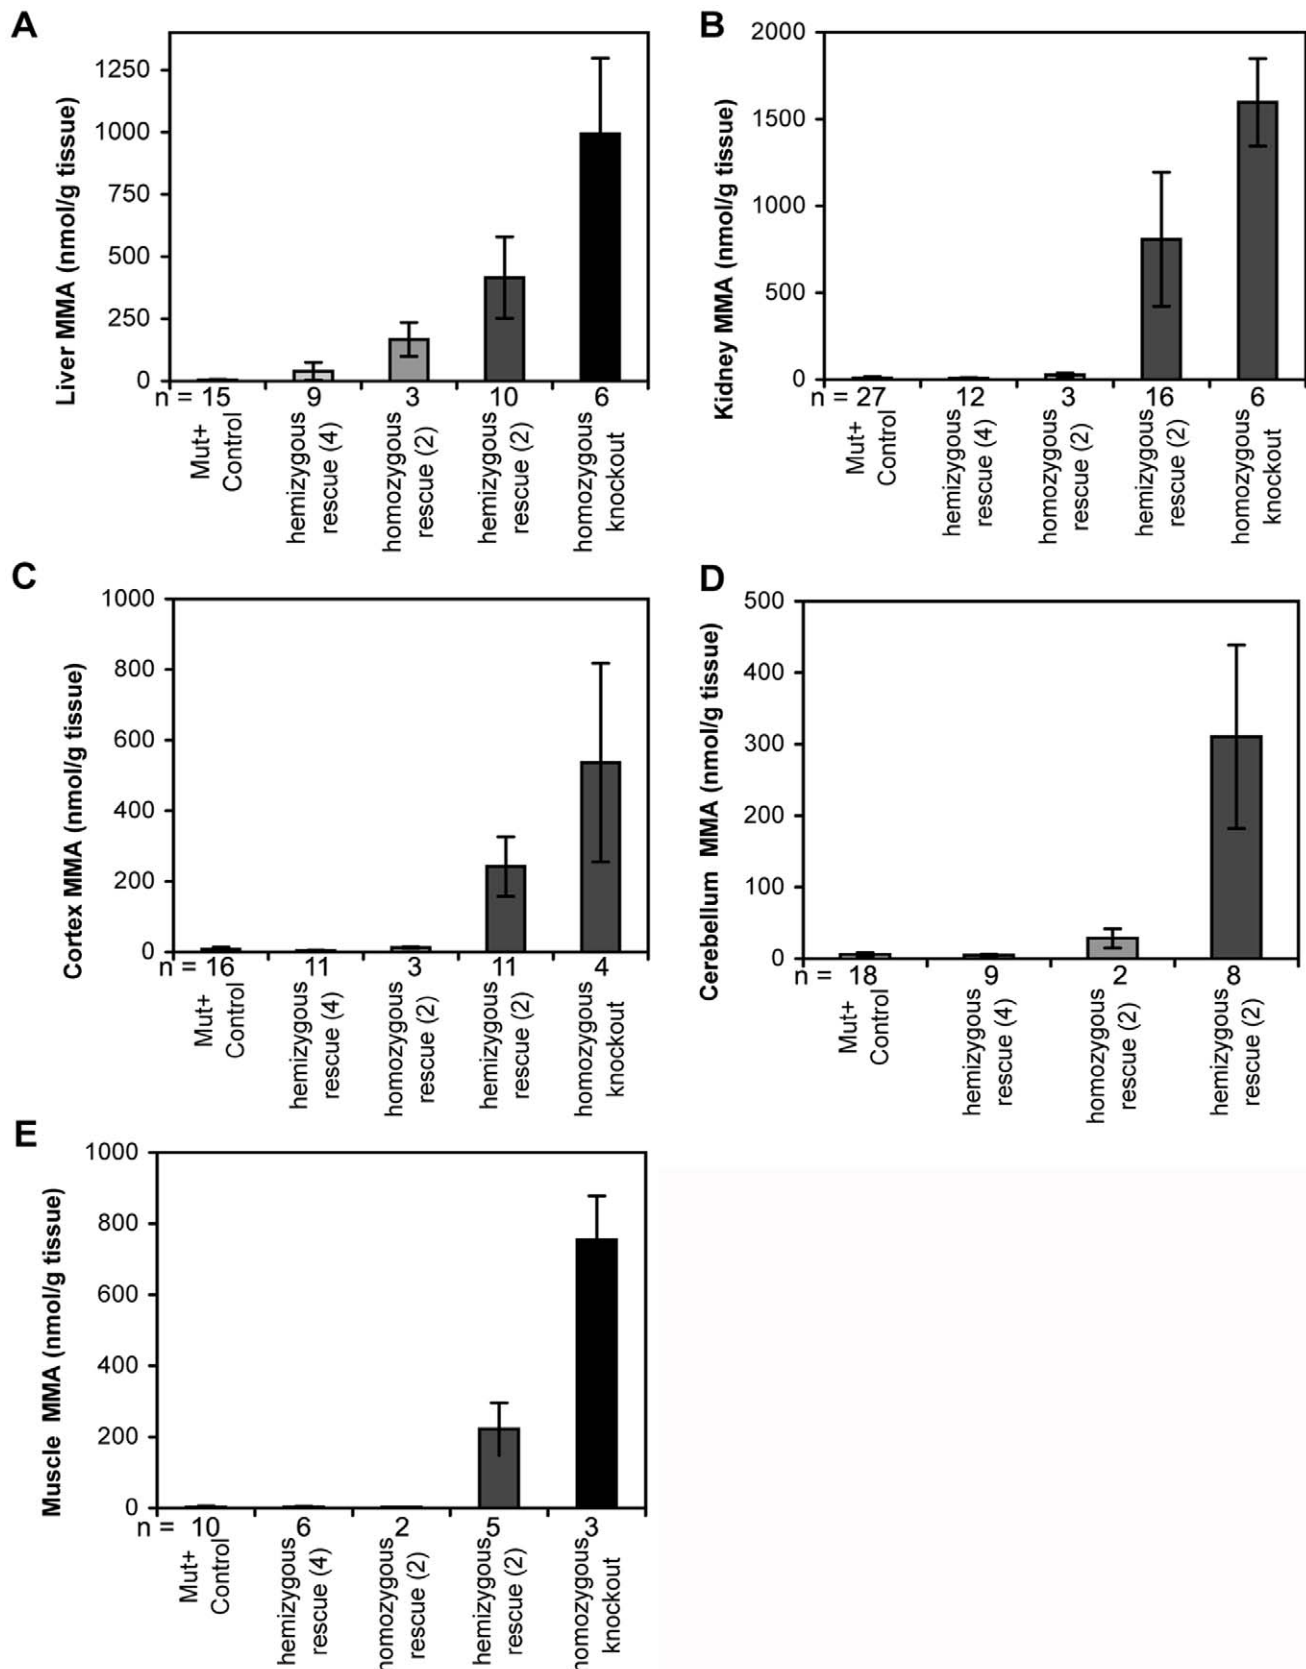 A
Liver MMA (nmol/g tissue)
1250
1000
750
500
250
0
n = 15 9 3 10 6
Mut+
Control
hemizygous
rescue (4)
homozygous
rescue (2)
hemizygous
rescue (2)
homozygous
knockout
B
Kidney MMA (nmol/g tissue)
2000
1500
1000
500
0
n = 27 12 3 16 6
Mut+
Control
hemizygous
rescue (4)
homozygous
rescue (2)
hemizygous
rescue (2)
homozygous
knockout
C
Cortex MMA (nmol/g tissue)
1000
800
600
400
200
0
n = 16 11 3 11 4
Mut+
Control
hemizygous
rescue (4)
homozygous
rescue (2)
hemizygous
rescue (2)
homozygous
knockout
D
Cerebellum MMA (nmol/g tissue)
500
400
300
200
100
0
n = 18 9 2 8
Mut+
Control
hemizygous
rescue (4)
homozygous
rescue (2)
hemizygous
rescue (2)
E
Muscle MMA (nmol/g tissue)
1000
800
600
400
200
0
n = 10 6 2 5 3
Mut+
Control
hemizygous
rescue (4)
homozygous
rescue (2)
hemizygous
rescue (2)
homozygous
knockout